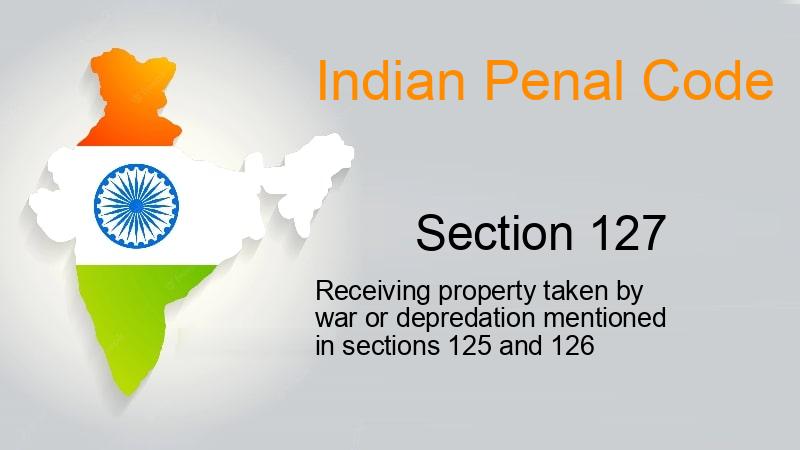 Indian Penal Code
Section 127
Receiving property taken by
war or depredation mentioned
in sections 125 and 126